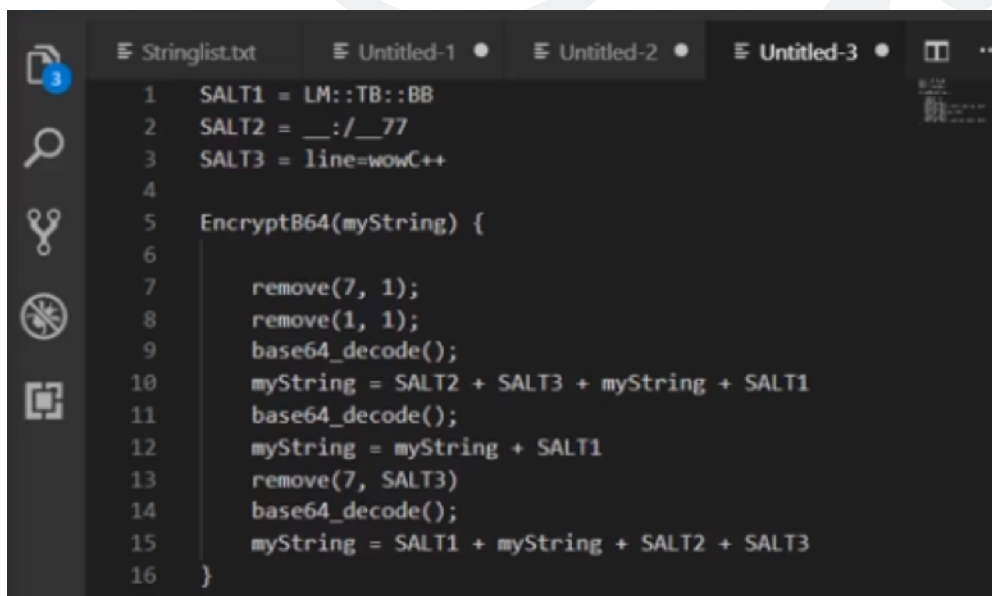 Stringlist.txt Untitled-1 Untitled-2 Untitled-3
3
1 SALT1 = LM::TB::BB
2 SALT2 = __:/__77
3 SALT3 = line=wowC++
4
5 EncryptB64(myString) {
6
7 remove(7, 1);
8 remove(1, 1);
9 base64_decode();
10 myString = SALT2 + SALT3 + myString + SALT1
11 base64_decode();
12 myString = myString + SALT1
13 remove(7, SALT3)
14 base64_decode();
15 myString = SALT1 + myString + SALT2 + SALT3
16 }